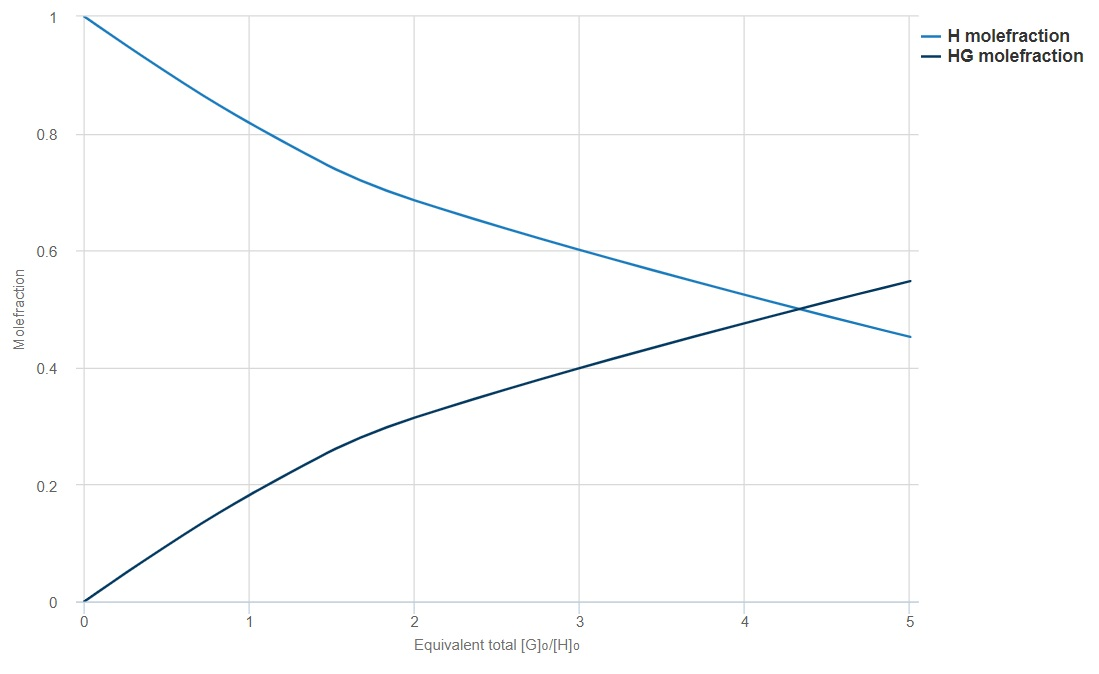 H molefraction
HG molefraction
1
0.8
0.6
0.4
0.2
0
Molefraction
0 1 2 3 4 5
Equivalent total [G]₀/[H]₀